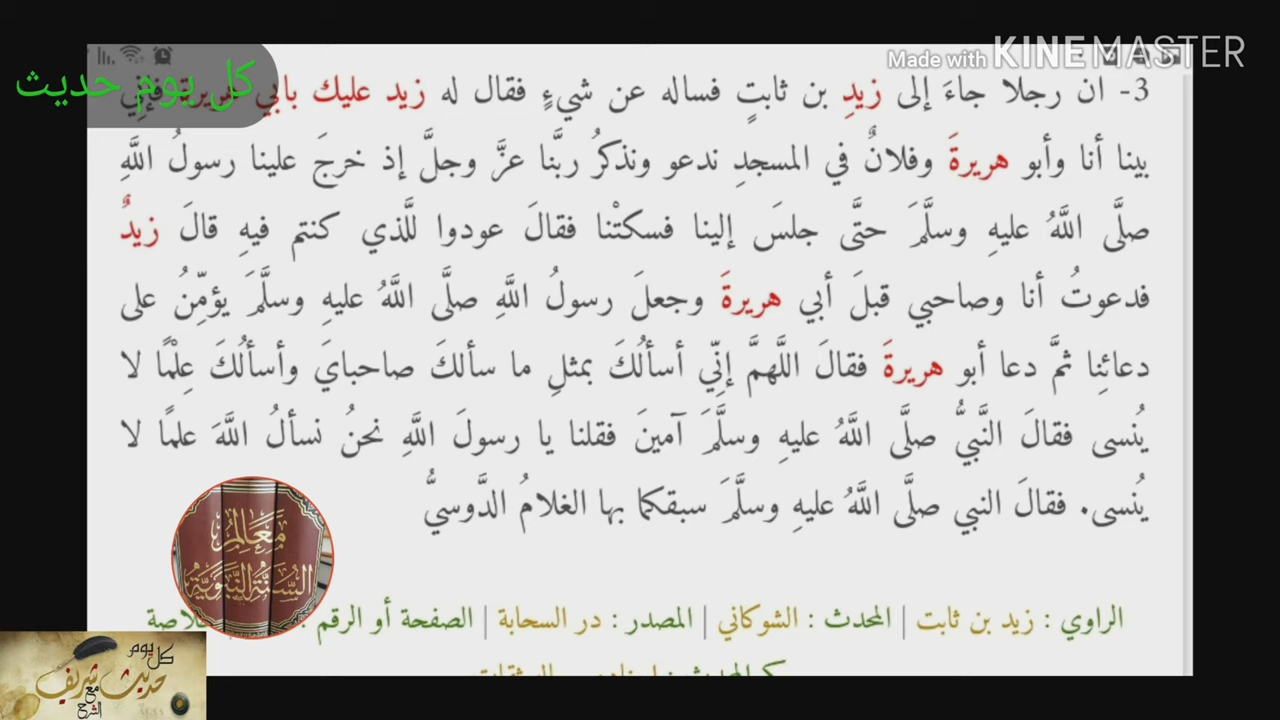 Made with KINEMASTER
كل يوم حديث
3- ان رجلا جاءَ إلى زيدِ بن ثابتٍ فساله عن شيءٍ فقال له زيد عليك بابي هريرة فإِني
بينا أنا وأبو هريرةَ وفلانٌ في المسجدِ ندعو ونذكرُ ربَّنا عزَّ وجلَّ إذ خرجَ علينا رسولُ اللَّهِ
صلَّى اللَّهُ عليهِ وسلَّمَ حتَّى جلسَ إلينا فسكتْنا فقالَ عودوا للَّذي كنتم فيهِ قالَ زيدٌ
فدعوتُ أنا وصاحبي قبلَ أبي هريرةَ وجعلَ رسولُ اللَّهِ صلَّى اللَّهُ عليهِ وسلَّمَ يؤمِّنُ على
دعائِنا ثمَّ دعا أبو هريرةَ فقالَ اللَّهمَّ إنِّي أسألُكَ بمثلِ ما سألكَ صاحبايَ وأسألُكَ عِلْمًا لا
يُنسى فقالَ النَّبيُّ صلَّى اللَّهُ عليهِ وسلَّمَ آمينَ فقلنا يا رسولَ اللَّهِ نحنُ نسألُ اللَّهَ علمًا لا
يُنسى. فقالَ النبي صلَّى اللَّهُ عليهِ وسلَّمَ سبقكما بها الغلامُ الدَّوسيُّ
معالم
السنة النبوية
الراوي : زيد بن ثابت | المحدث : الشوكاني | المصدر : در السحابة | الصفحة أو الرقم :
كل يوم
حديث شريف
مع الشرح